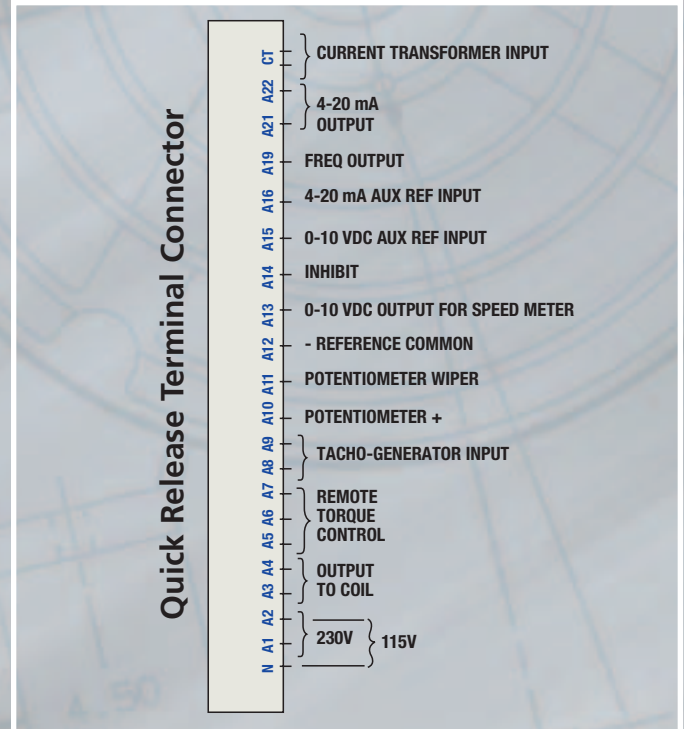 Quick Release Terminal Connector
CT
CURRENT TRANSFORMER INPUT
A22
4-20 mA
A21
OUTPUT
A19
FREQ OUTPUT
A16
4-20 mA AUX REF INPUT
A15
0-10 VDC AUX REF INPUT
A14
INHIBIT
A13
0-10 VDC OUTPUT FOR SPEED METER
A12
- REFERENCE COMMON
A11
POTENTIOMETER WIPER
A10
POTENTIOMETER +
A9
TACHO-GENERATOR INPUT
A8
A7
REMOTE
A6
TORQUE
A5
CONTROL
A4
OUTPUT
A3
TO COIL
A2
A1
230V
115V
N
4.50